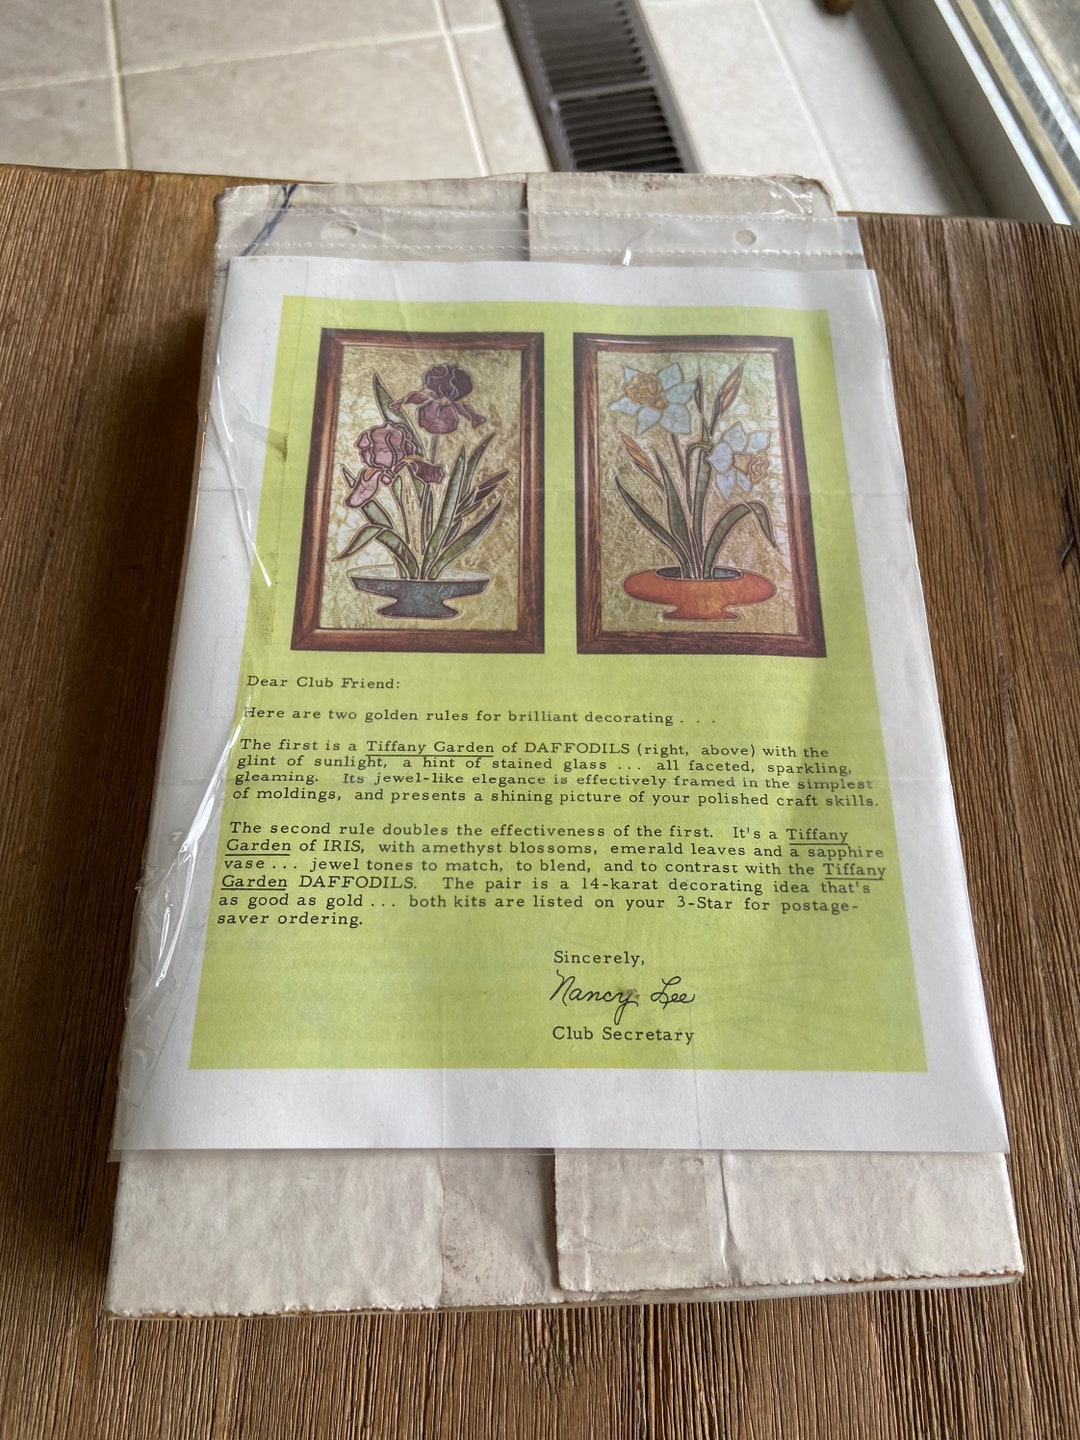 Dear Club Friend:
Here are two golden rules for brilliant decorating . . .
The first is a Tiffany Garden of DAFFODILS (right, above) with the
glint of sunlight, a hint of stained glass ... all faceted, sparkling,
gleaming. Its jewel-like elegance is effectively framed in the simplest
of moldings, and presents a shining picture of your polished craft skills.
The second rule doubles the effectiveness of the first. It's a Tiffany
Garden of IRIS, with amethyst blossoms, emerald leaves and a sapphire
vase ... jewel tones to match, to blend, and to contrast with the Tiffany
Garden DAFFODILS. The pair is a 14-karat decorating idea that's
as good as gold ... both kits are listed on your 3-Star for postage-
saver ordering.
Sincerely,
Nancy Lee
Club Secretary